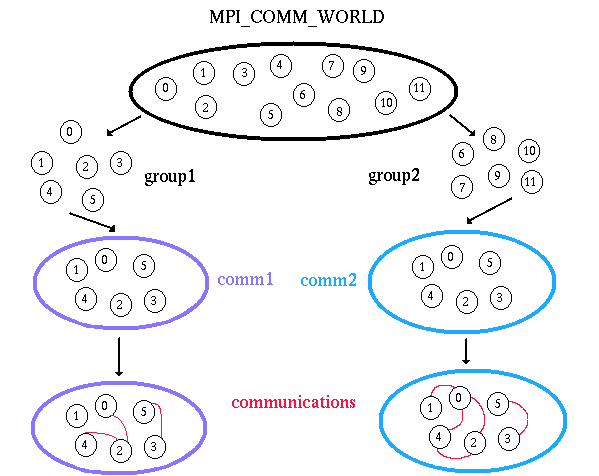 MPI_COMM_WORLD
0 1 3 4 7 9 11
2 5 6 8 10
0
1 2 3
4 5
group1
group2
6 8 10
7 9 11
1 0 5
4 2 3
comm1
comm2
1 0 5
4 2 3
communications
1 0 5
4 2 3
1 0 5
4 2 3